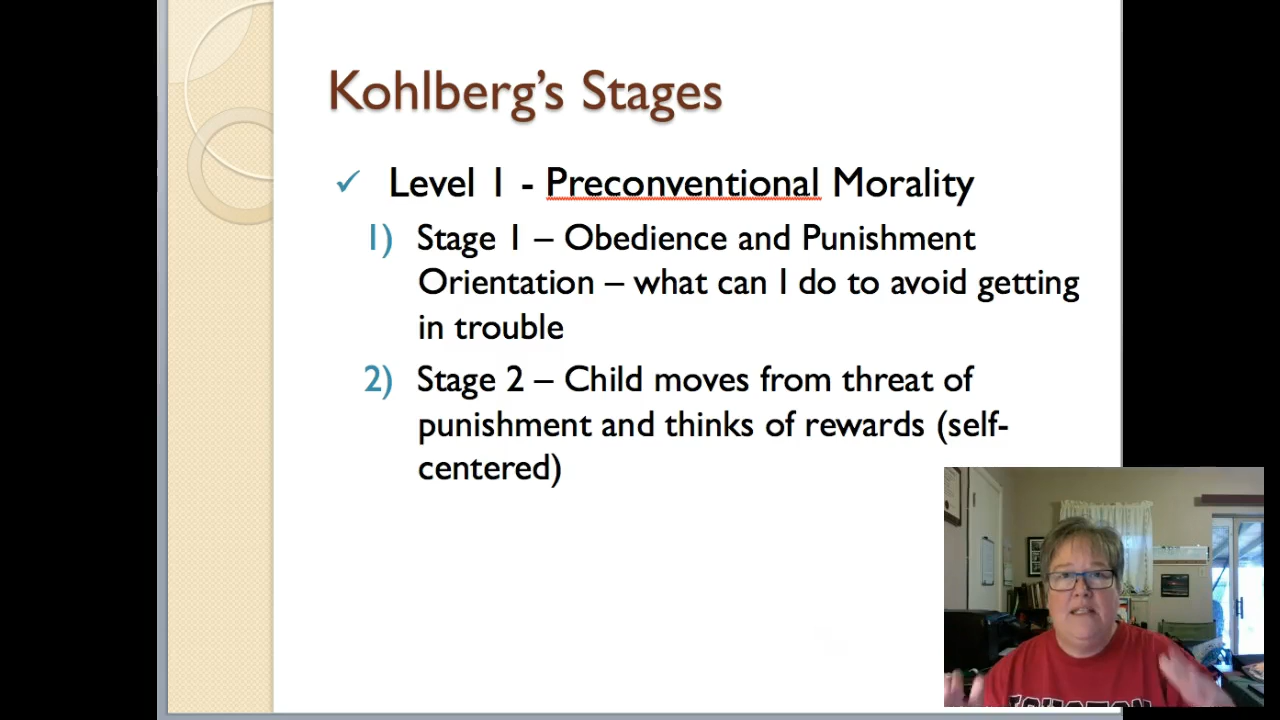 Kohlberg's Stages
✓ Level 1 - Preconventional Morality
1) Stage 1 – Obedience and Punishment
Orientation – what can I do to avoid getting
in trouble
2) Stage 2 – Child moves from threat of
punishment and thinks of rewards (self-
centered)